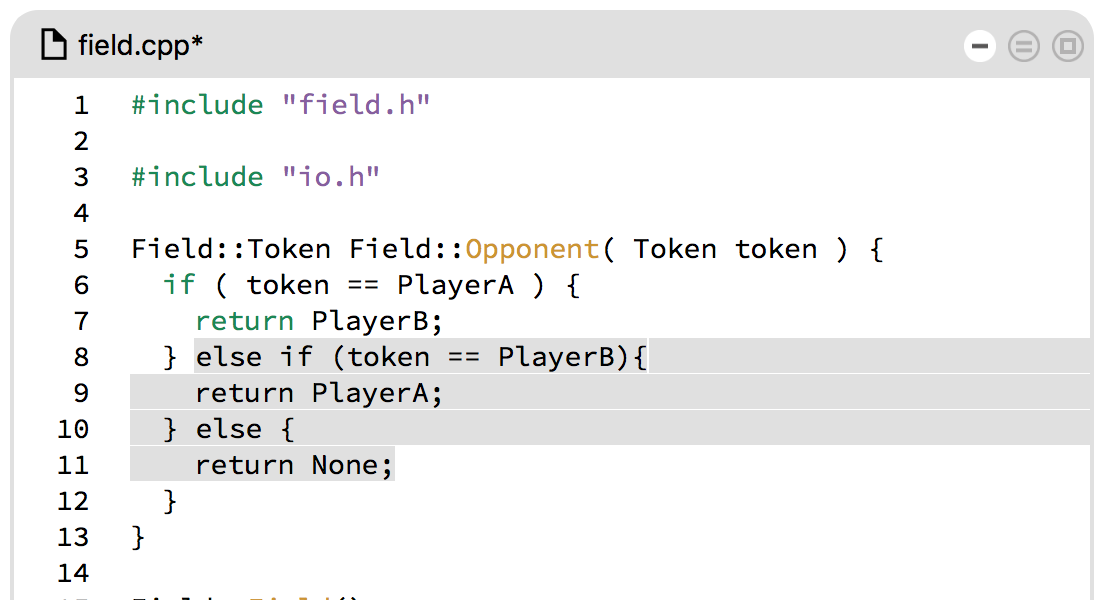 field.cpp*
1 #include "field.h"
2
3 #include "io.h"
4
5 Field::Token Field::Opponent( Token token ) {
6 if ( token == PlayerA ) {
7 return PlayerB;
8 } else if (token == PlayerB){
9 return PlayerA;
10 } else {
11 return None;
12 }
13 }
14